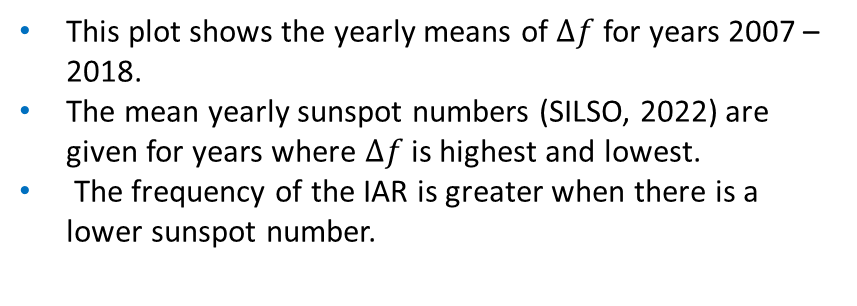 • This plot shows the yearly means of Δf for years 2007 –
2018.
• The mean yearly sunspot numbers (SILSO, 2022) are
given for years where Δf is highest and lowest.
• The frequency of the IAR is greater when there is a
lower sunspot number.